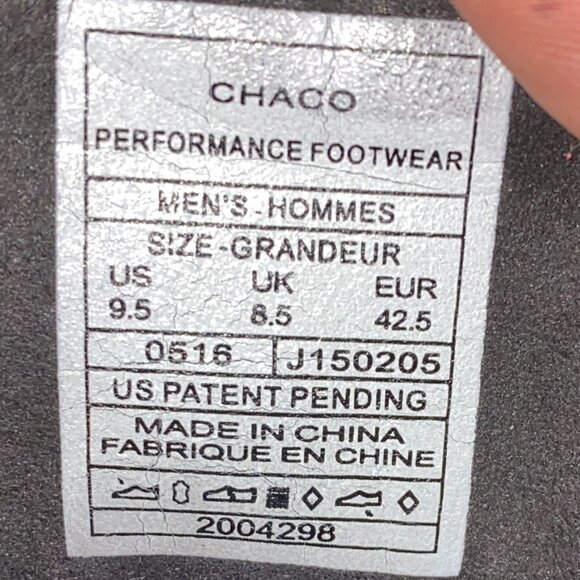 CHACO
PERFORMANCE FOOTWEAR
MEN'S-HOMMES
SIZE-GRANDEUR
US UK EUR
9.5 8.5 42.5
0516 J150205
US PATENT PENDING
MADE IN CHINA
FABRIQUE EN CHINE
2004298